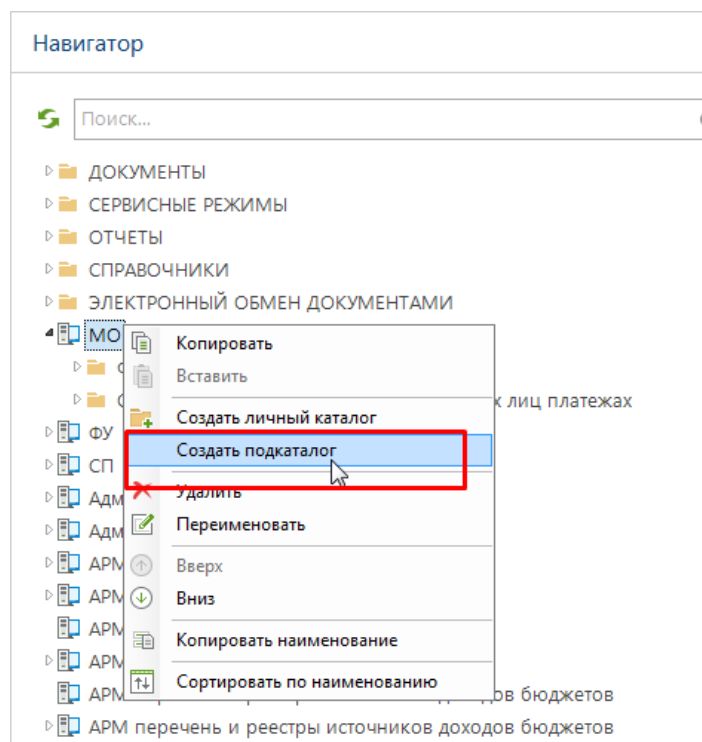 Навигатор
Поиск...
ДОКУМЕНТЫ
СЕРВИСНЫЕ РЕЖИМЫ
ОТЧЕТЫ
СПРАВОЧНИКИ
ЭЛЕКТРОННЫЙ ОБМЕН ДОКУМЕНТАМИ
МО
Копировать
Вставить
х лиц платежах
Создать личный каталог
ФУ
Создать подкаталог
СП
Удалить
Адм
Переименовать
Адм
АРМ
Вверх
АРМ
Вниз
АРМ
Копировать наименование
АРМ
Сортировать по наименованию
АРМ дов бюджетов
АРМ перечень и реестры источников доходов бюджетов